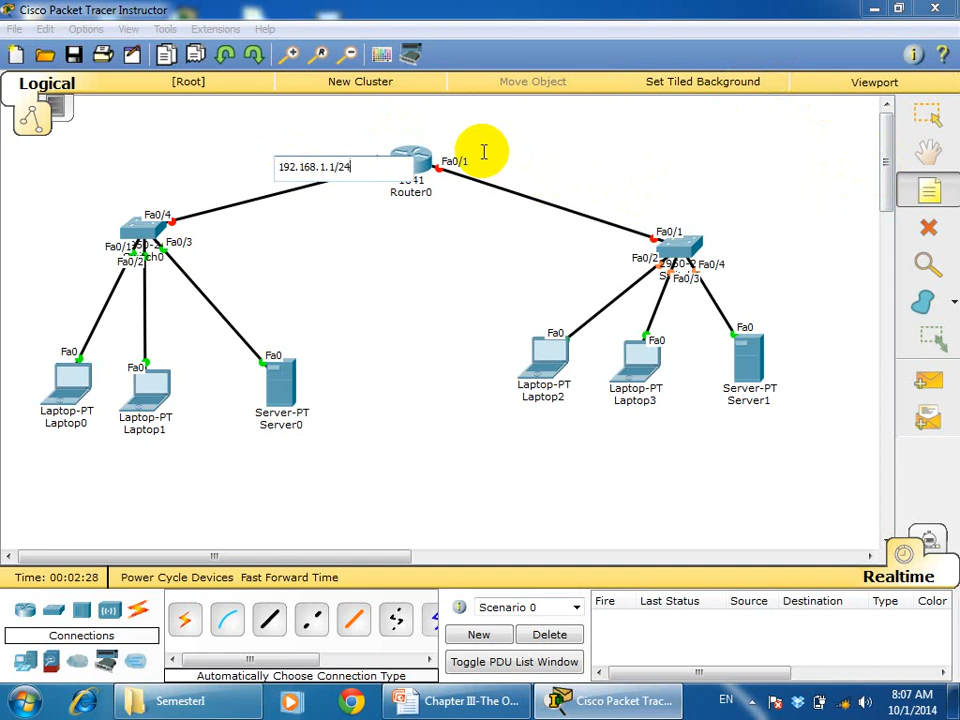 Cisco Packet Tracer Instructor
File Edit Options View Tools Extensions Help
Logical
[Root]
New Cluster
Move Object
Set Tiled Background
Viewport
192.168.1.1/24
Fa0/1
1841
Router0
Fa0/4
Fa0/3
Fa0/1
Fa0/2
Fa0/1
Fa0/2
Fa0/4
Fa0/3
Fa0
Fa0
Fa0
Fa0
Fa0
Fa0
Laptop-PT
Laptop0
Laptop-PT
Laptop1
Server-PT
Server0
Laptop-PT
Laptop2
Laptop-PT
Laptop3
Server-PT
Server1
Time: 00:02:28
Power Cycle Devices Fast Forward Time
Realtime
Connections
Automatically Choose Connection Type
Scenario 0
New
Delete
Toggle PDU List Window
Fire Last Status Source Destination Type Color
SemesterI
Chapter III-The O...
Cisco Packet Trac...
EN
8:07 AM
10/1/2014